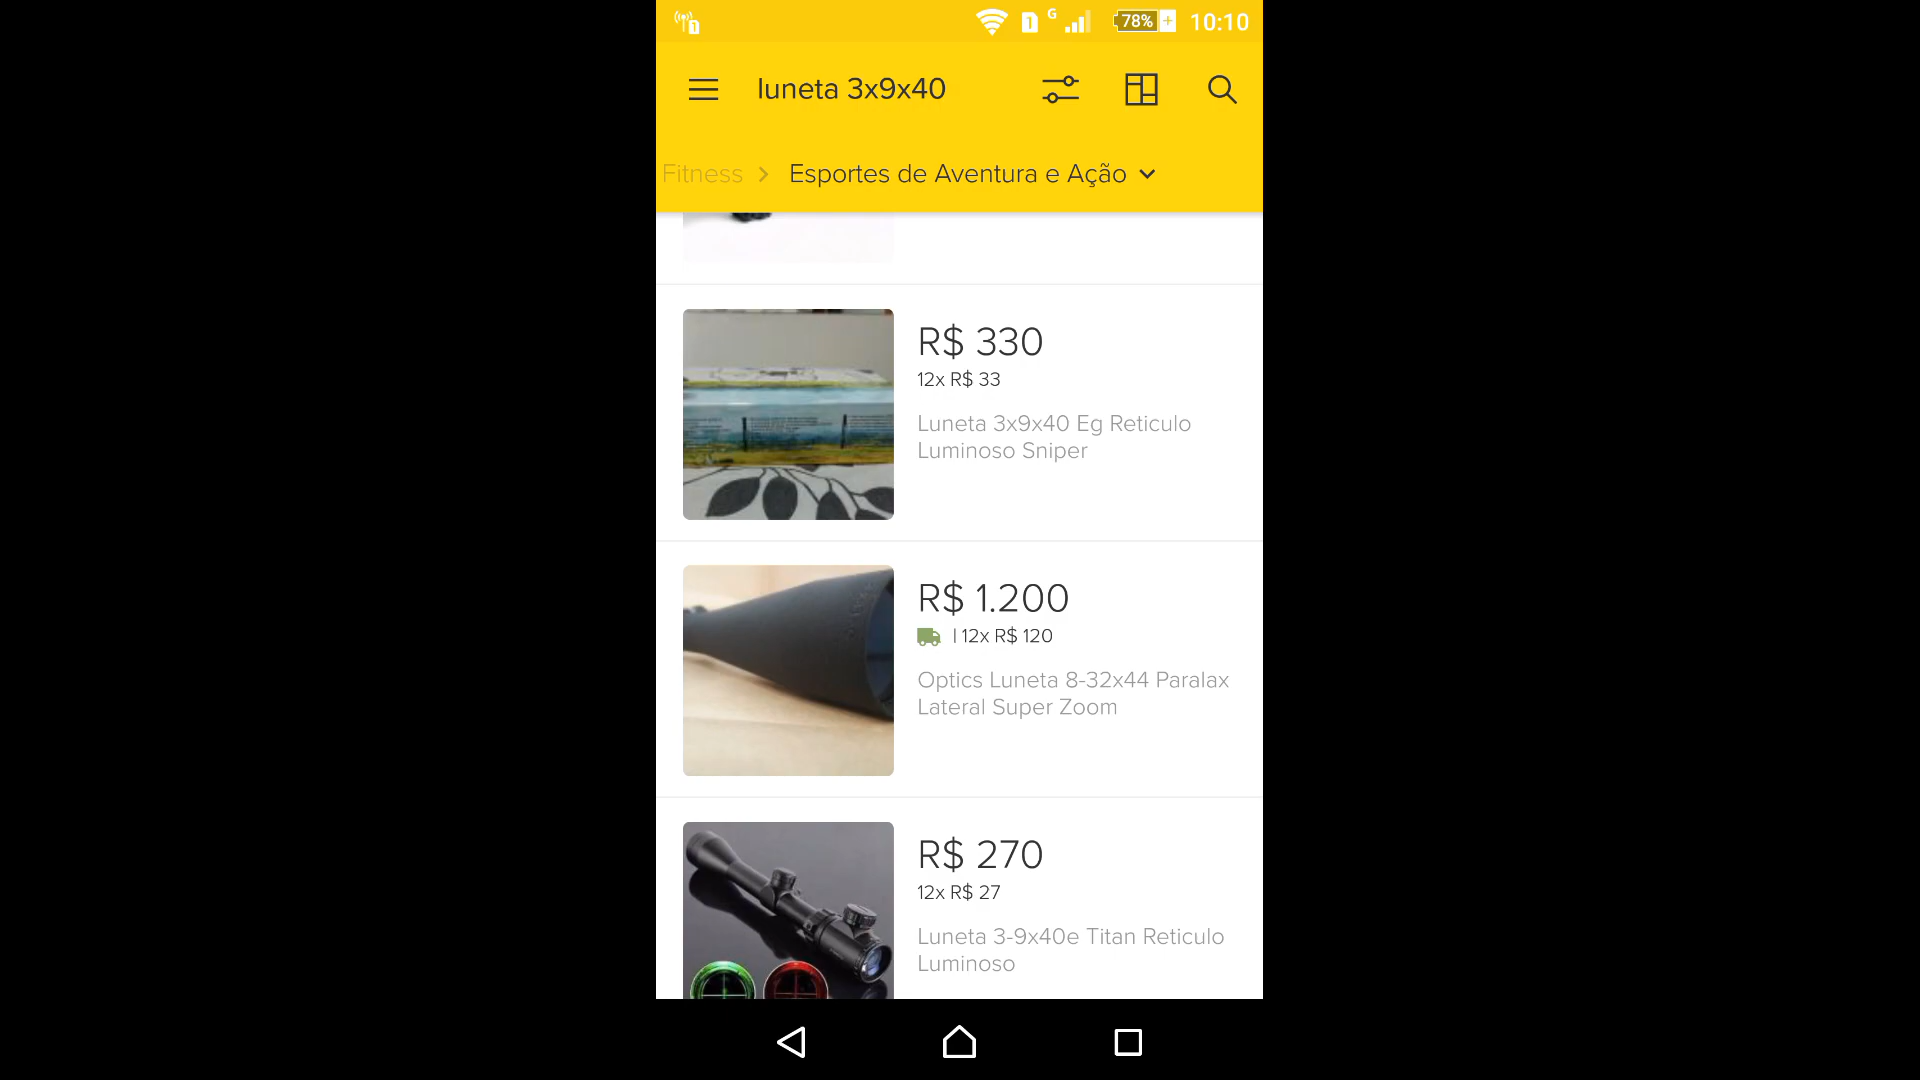 1
1 G 78% 10:10
luneta 3x9x40
Fitness > Esportes de Aventura e Ação
R$ 330
12x R$ 33
Luneta 3x9x40 Eg Reticulo
Luminoso Sniper
R$ 1.200
| 12x R$ 120
Optics Luneta 8-32x44 Paralax
Lateral Super Zoom
R$ 270
12x R$ 27
Luneta 3-9x40e Titan Reticulo
Luminoso